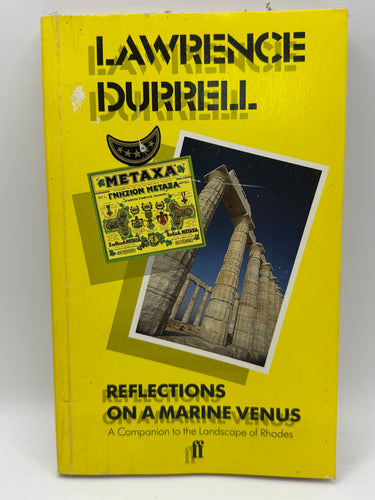 LAWRENCE
DURRELL
METAXA
ΓΝΗΣΙΟΝ ΜΕΤΑΞΑ
REFLECTIONS
ON A MARINE VENUS
A Companion to the Landscape of Rhodes
ff